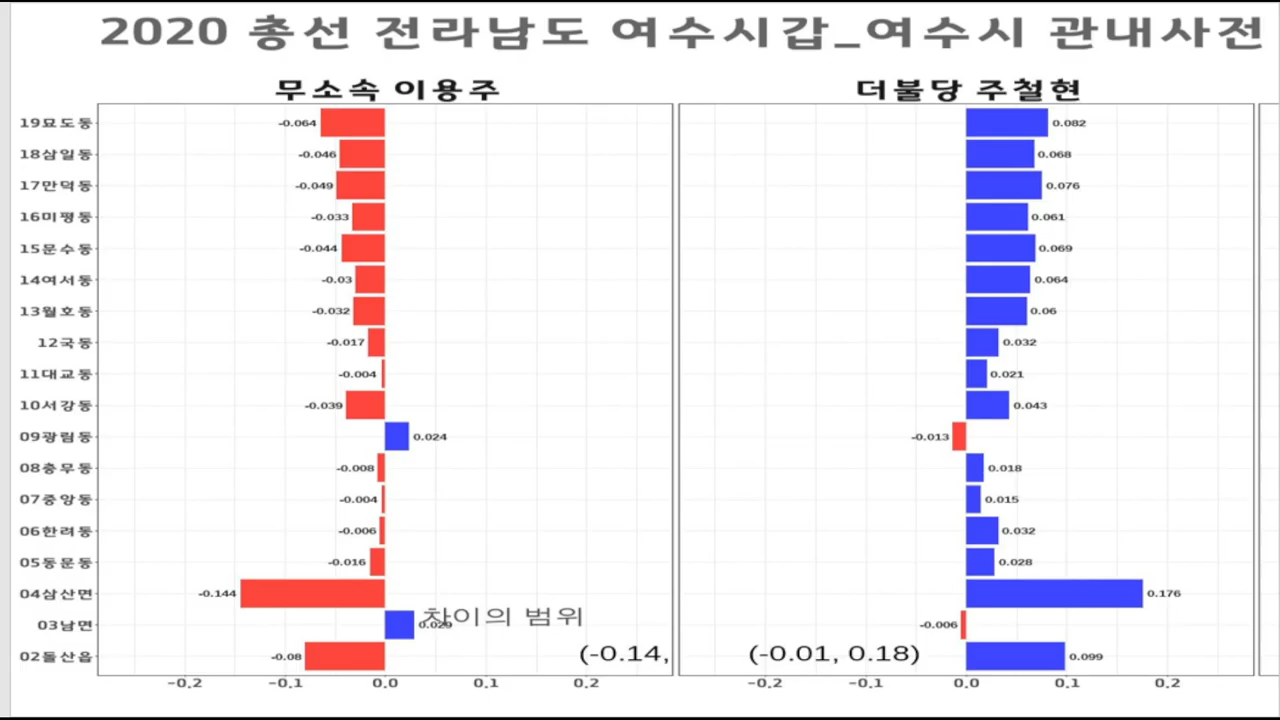 2020 총선 전라남도 여수시갑_여수시 관내사전
무소속 이용주 더불당 주철현
19묘도동 -0.064 0.082
18삼일동 -0.046 0.068
17만덕동 -0.049 0.076
16미평동 -0.033 0.061
15문수동 -0.044 0.069
14여서동 -0.03 0.064
13월호동 -0.032 0.06
12국동 -0.017 0.032
11대교동 -0.004 0.021
10서강동 -0.039 0.043
09광림동 0.024 -0.013
08충무동 -0.008 0.018
07중앙동 -0.004 0.015
06한려동 -0.006 0.032
05동문동 -0.016 0.028
04삼산면 -0.144 0.176
차이의 범위
03남면 0.029 -0.006
(-0.14, (-0.01, 0.18)
02돌산읍 -0.08 0.099
-0.2 -0.1 0.0 0.1 0.2 -0.2 -0.1 0.0 0.1 0.2